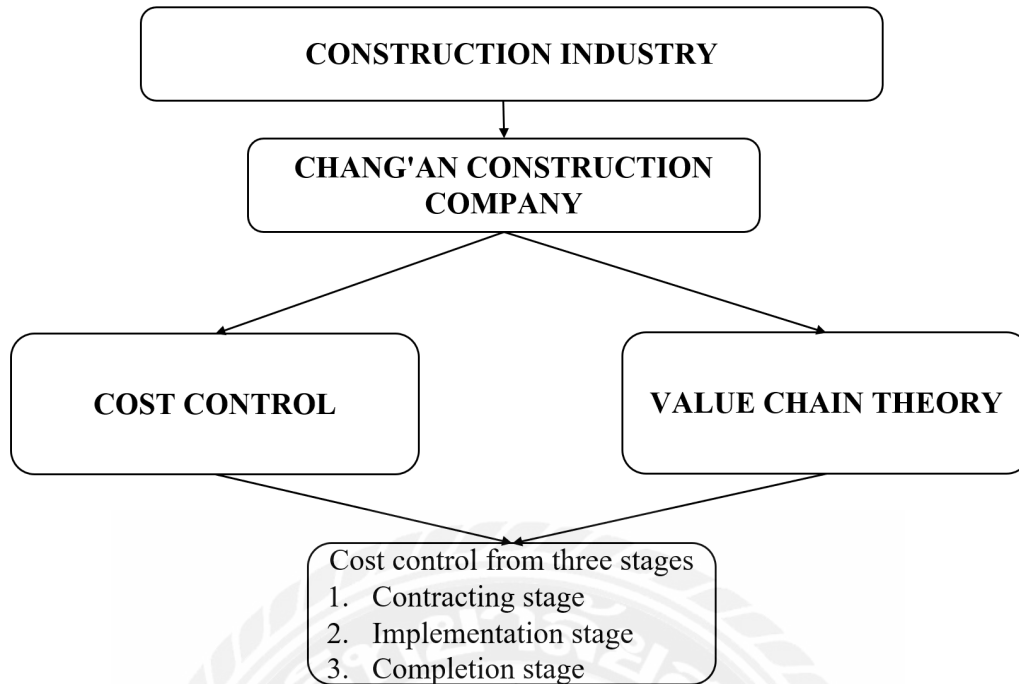 CONSTRUCTION INDUSTRY
CHANG'AN CONSTRUCTION
COMPANY
COST CONTROL
VALUE CHAIN THEORY
Cost control from three stages
1. Contracting stage
2. Implementation stage
3. Completion stage